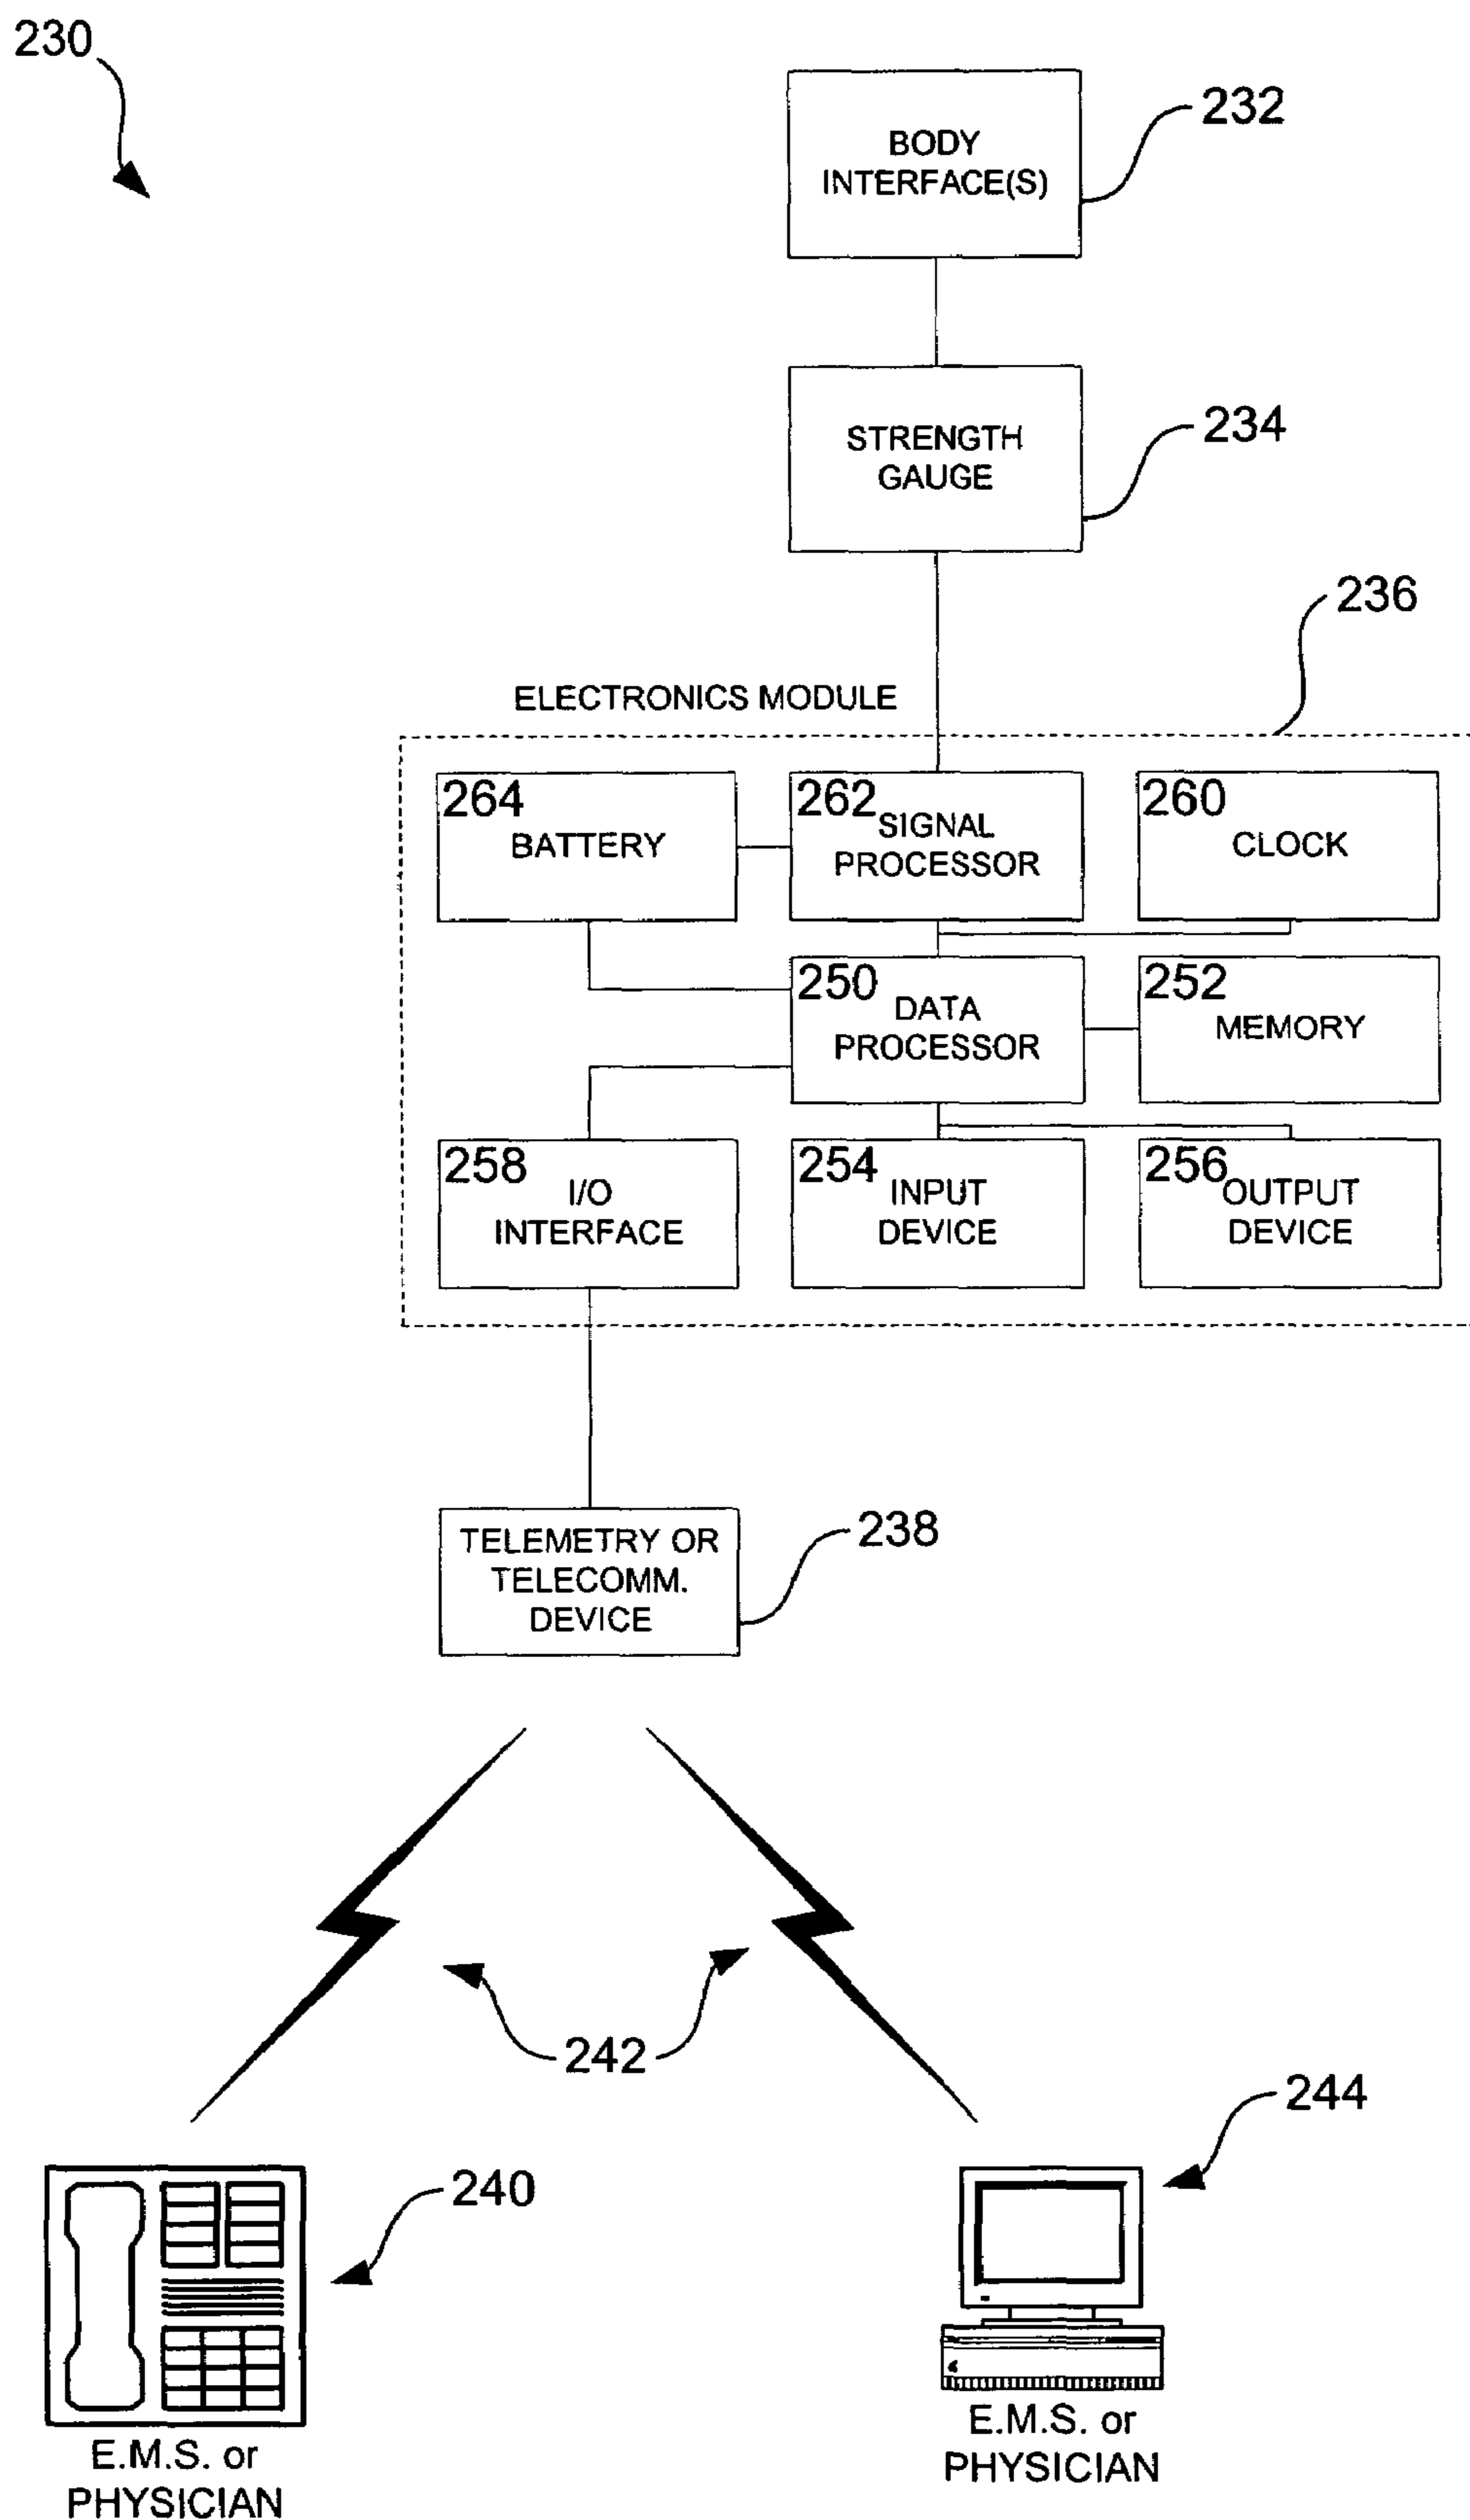 230
232
BODY
INTERFACE(S)
234
STRENGTH
GAUGE
236
ELECTRONICS MODULE
264
BATTERY
262
SIGNAL
PROCESSOR
260
CLOCK
250
DATA
PROCESSOR
252
MEMORY
258
I/O
INTERFACE
254
INPUT
DEVICE
256
OUTPUT
DEVICE
238
TELEMETRY OR
TELECOMM.
DEVICE
242
244
240
E.M.S. or
PHYSICIAN
E.M.S. or
PHYSICIAN